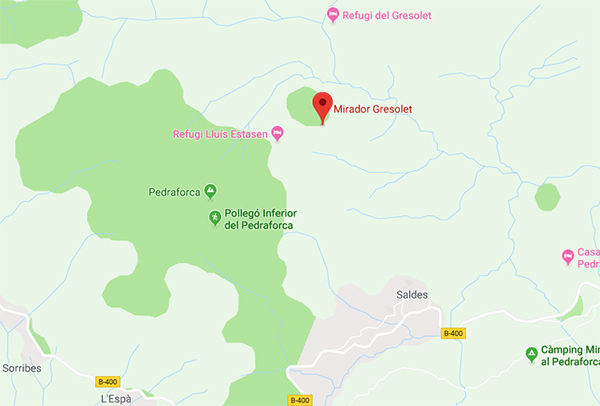 Refugi del Gresolet
Mirador Gresolet
Refugi Lluís Estasen
Pedraforca
Pollegó Inferior
del Pedraforca
Casa
Pedr
Saldes
B-400
B-400
Càmping Mir
al Pedraforca
Sorribes
B-400
L'Espà
B-400